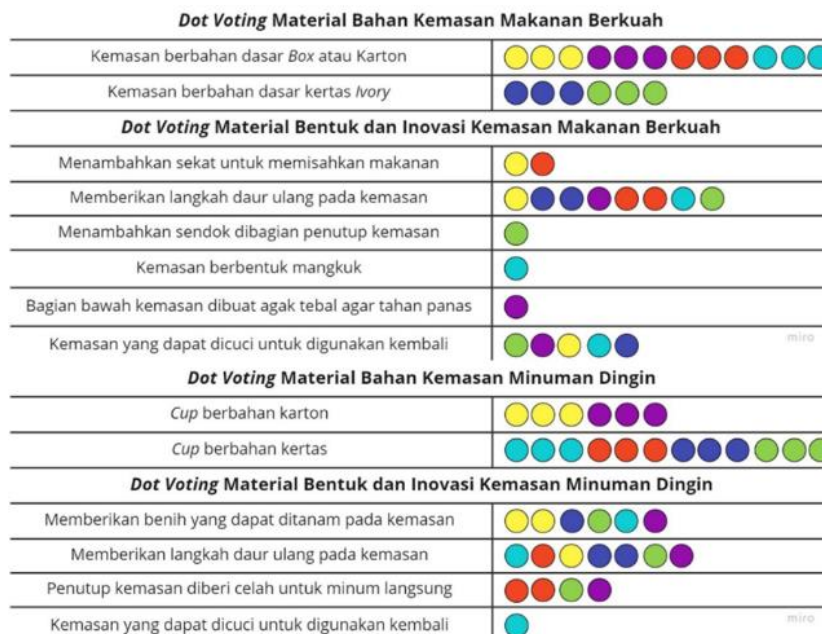 Dot Voting Material Bahan Kemasan Makanan Berkuah
Kemasan berbahan dasar Box atau Karton
Kemasan berbahan dasar kertas Ivory
Dot Voting Material Bentuk dan Inovasi Kemasan Makanan Berkuah
Menambahkan sekat untuk memisahkan makanan
Memberikan langkah daur ulang pada kemasan
Menambahkan sendok dibagian penutup kemasan
Kemasan berbentuk mangkuk
Bagian bawah kemasan dibuat agak tebal agar tahan panas
Kemasan yang dapat dicuci untuk digunakan kembali
miro
Dot Voting Material Bahan Kemasan Minuman Dingin
Cup berbahan karton
Cup berbahan kertas
Dot Voting Material Bentuk dan Inovasi Kemasan Minuman Dingin
Memberikan benih yang dapat ditanam pada kemasan
Memberikan langkah daur ulang pada kemasan
Penutup kemasan diberi celah untuk minum langsung
Kemasan yang dapat dicuci untuk digunakan kembali
miro